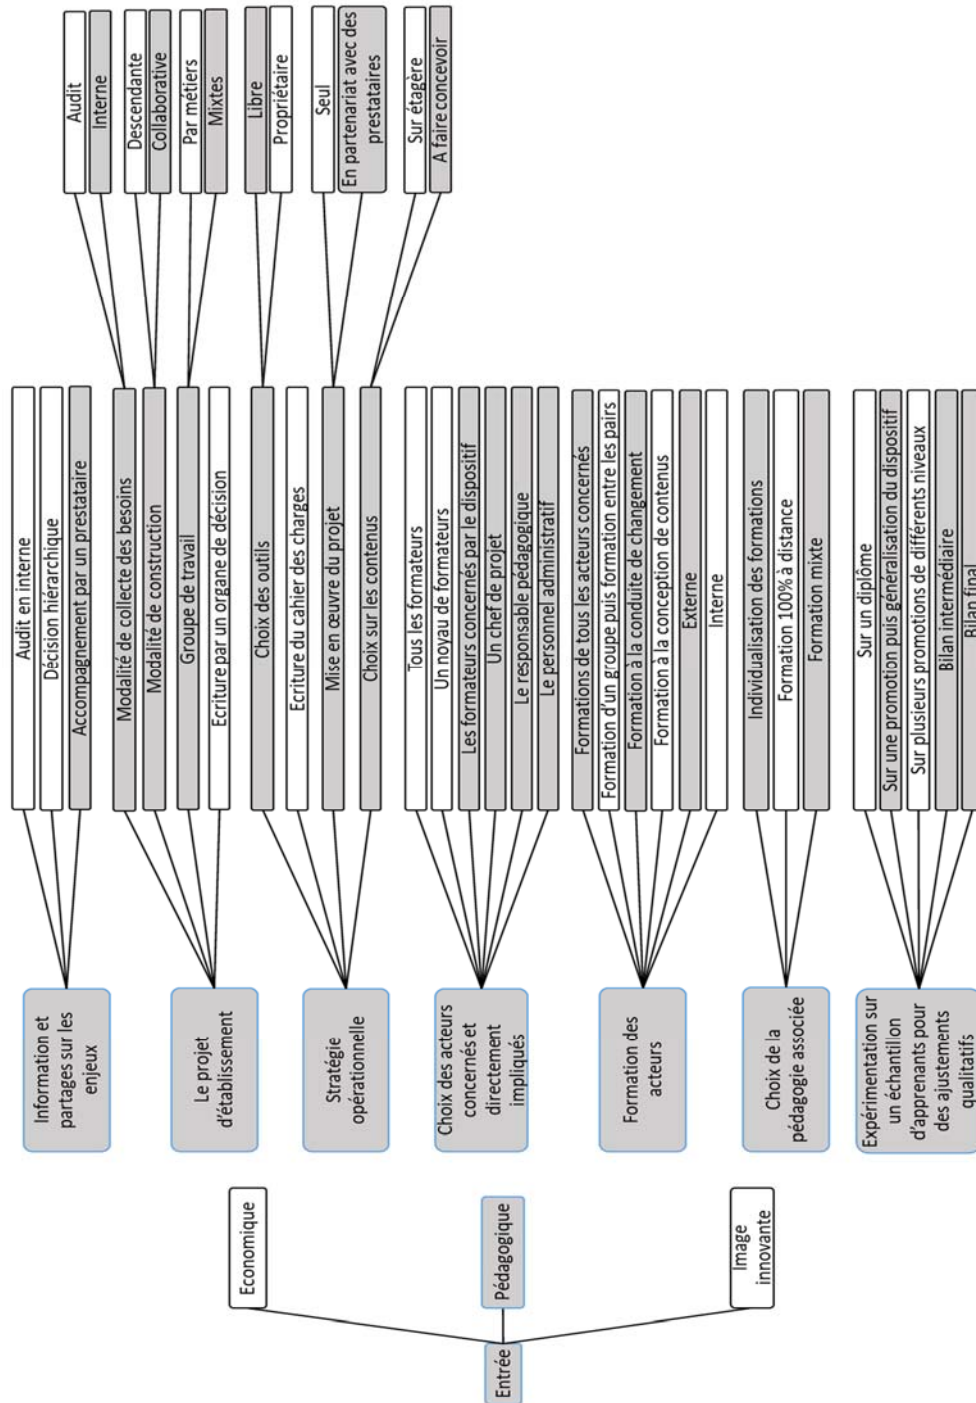 Entrée
Economique
Pédagogique
Image
innovante
Information et
partages sur les
enjeux
Audit en interne
Décision hiérarchique
Accompagnement par un prestataire
Le projet
d'établissement
Modalité de collecte des besoins
Audit
Interne
Modalité de construction
Descendante
Collaborative
Groupe de travail
Par métiers
Mixtes
Ecriture par un organe de décision
Stratégie
opérationnelle
Choix des outils
Libre
Propriétaire
Ecriture du cahier des charges
Mise en œuvre du projet
Seul
En partenariat avec des
prestataires
Choix sur les contenus
Sur étagère
A faire concevoir
Choix des acteurs
concernés et
directement
impliqués
Tous les formateurs
Un noyau de formateurs
Les formateurs concernés par le dispositif
Un chef de projet
Le responsable pédagogique
Le personnel administratif
Formation des
acteurs
Formations de tous les acteurs concernés
Formation d'un groupe puis formation entre les pairs
Formation à la conduite de changement
Formation à la conception de contenus
Externe
Interne
Choix de la
pédagogie associée
Individualisation des formations
Formation 100% à distance
Formation mixte
Expérimentation sur
un échantillon
d'apprenants pour
des ajustements
qualitatifs
Sur un diplôme
Sur une promotion puis généralisation du dispositif
Sur plusieurs promotions de différents niveaux
Bilan intermédiaire
Bilan final